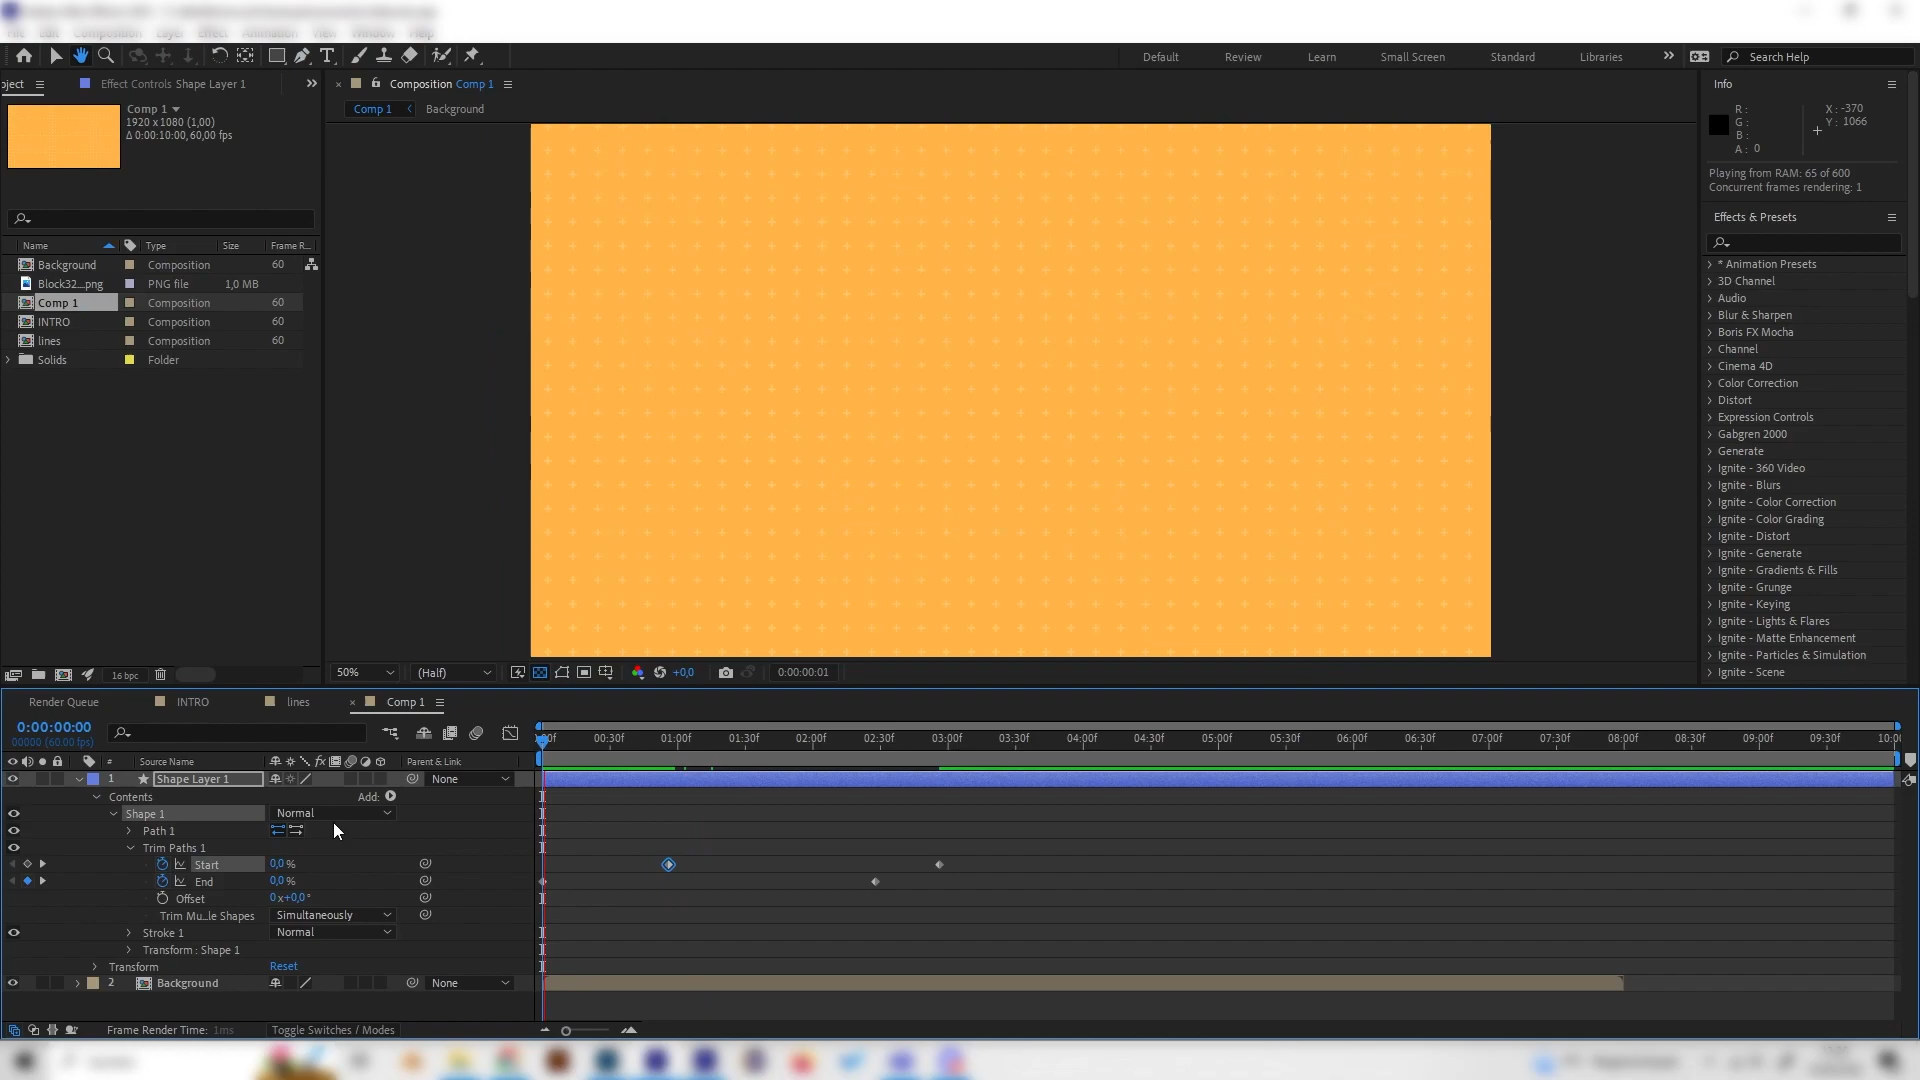 Default
Review
Learn
Small Screen
Standard
Libraries
Search Help
oject
Effect Controls Shape Layer 1
Composition Comp 1
Info
Comp 1
1920 x 1080 (1,00)
Δ 0:00:10:00, 60,00 fps
Comp 1
Background
R :
G :
B :
A : 0
X : -370
Y : 1066
Playing from RAM: 65 of 600
Concurrent frames rendering: 1
Effects & Presets
Name
Type
Size
Frame R...
Background
Composition
60
Block32...png
PNG file
1,0 MB
Comp 1
Composition
60
INTRO
Composition
60
lines
Composition
60
Solids
Folder
* Animation Presets
3D Channel
Audio
Blur & Sharpen
Boris FX Mocha
Channel
Cinema 4D
Color Correction
Distort
Expression Controls
Gabgren 2000
Generate
Ignite - 360 Video
Ignite - Blurs
Ignite - Color Correction
Ignite - Color Grading
Ignite - Distort
Ignite - Generate
Ignite - Gradients & Fills
Ignite - Grunge
Ignite - Keying
Ignite - Lights & Flares
Ignite - Matte Enhancement
Ignite - Particles & Simulation
Ignite - Scene
16 bpc
50%
(Half)
+0,0
0:00:00:01
Render Queue
INTRO
lines
Comp 1
0:00:00:00
00000 (60.00 fps)
:00f
00:30f
01:00f
01:30f
02:00f
02:30f
03:00f
03:30f
04:00f
04:30f
05:00f
05:30f
06:00f
06:30f
07:00f
07:30f
08:00f
08:30f
09:00f
09:30f
10:00
#
Source Name
fx
Parent & Link
1
Shape Layer 1
None
Contents
Add:
Shape 1
Normal
Path 1
Trim Paths 1
Start
0,0 %
End
0,0 %
Offset
0x+0,0°
Trim Mu...le Shapes
Simultaneously
Stroke 1
Normal
Transform : Shape 1
Transform
Reset
2
Background
None
Frame Render Time: 1ms
Toggle Switches / Modes